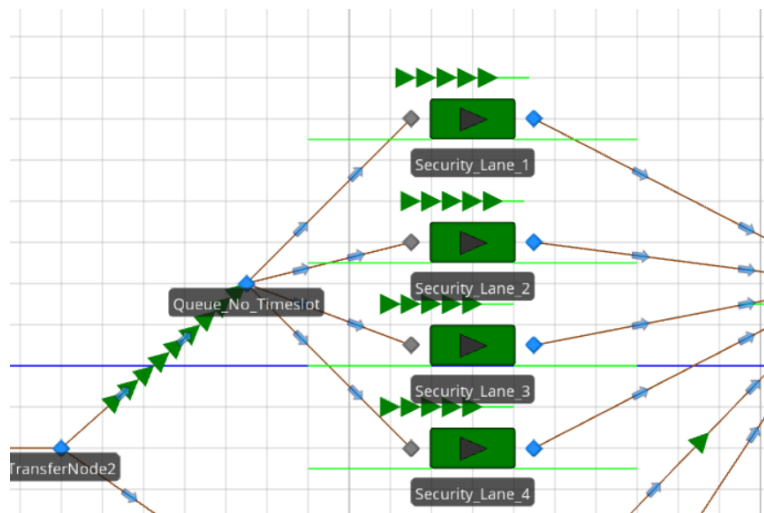 Security_Lane_1
Security_Lane_2
Queue_No_Timeslot
Security_Lane_3
TransferNode2
Security_Lane_4